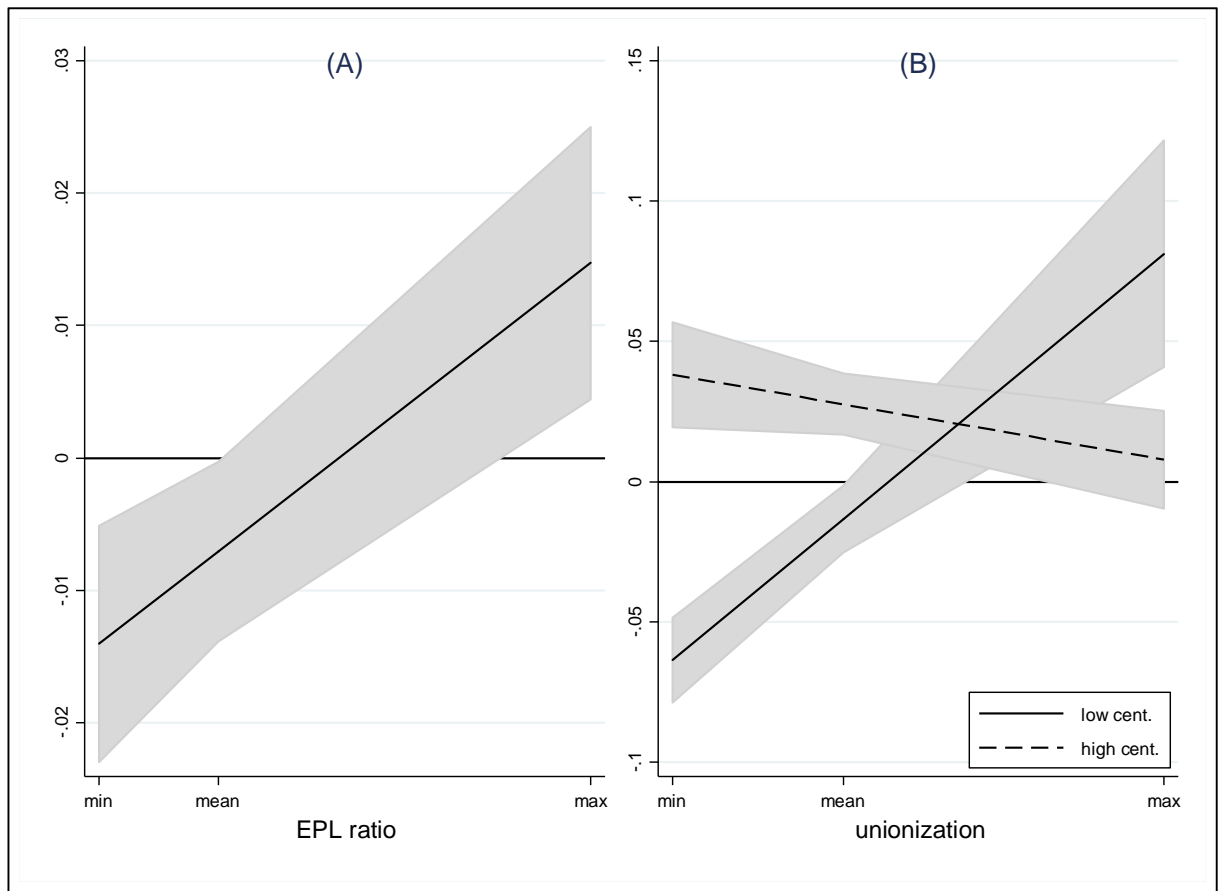 (A)
.03
.02
.01
0
-.01
-.02
min
mean
max
EPL ratio
(B)
.15
.1
.05
0
-.05
-.1
min
mean
max
unionization
low cent.
high cent.